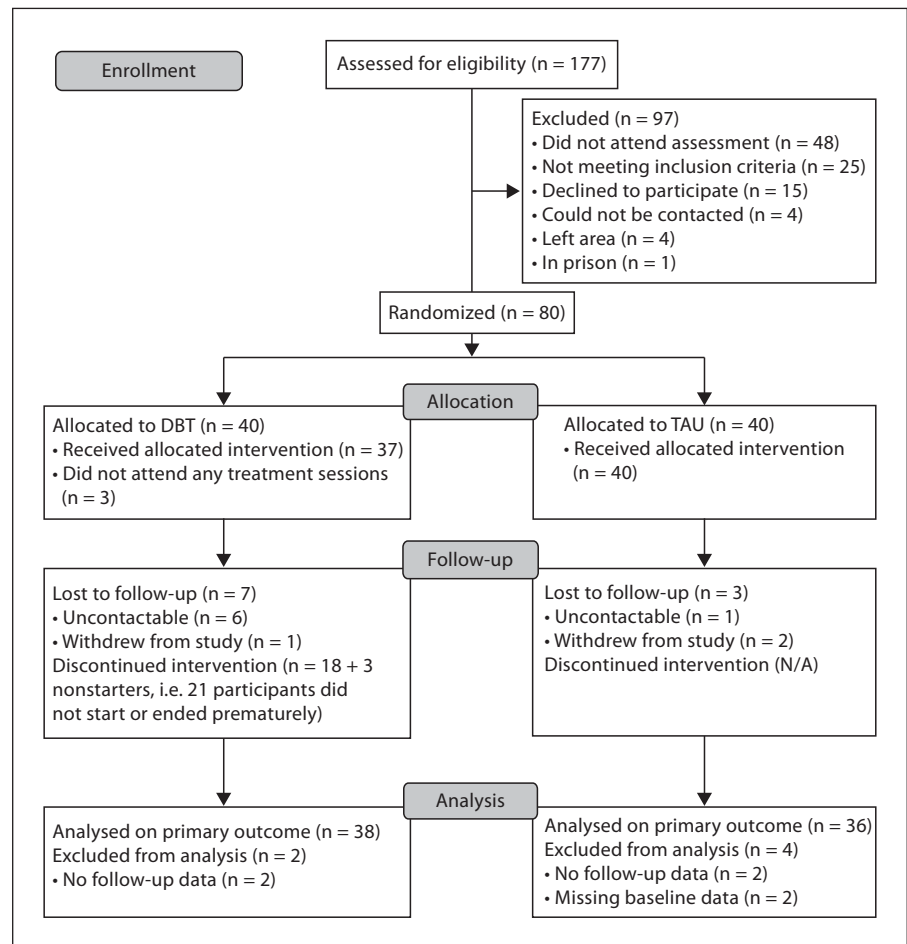 Enrollment
Assessed for eligibility (n = 177)
Excluded (n = 97)
• Did not attend assessment (n = 48)
• Not meeting inclusion criteria (n = 25)
• Declined to participate (n = 15)
• Could not be contacted (n = 4)
• Left area (n = 4)
• In prison (n = 1)
Randomized (n = 80)
Allocation
Allocated to DBT (n = 40)
• Received allocated intervention (n = 37)
• Did not attend any treatment sessions
(n = 3)
Allocated to TAU (n = 40)
• Received allocated intervention
(n = 40)
Follow-up
Lost to follow-up (n = 7)
• Uncontactable (n = 6)
• Withdrew from study (n = 1)
Discontinued intervention (n = 18 + 3
nonstarters, i.e. 21 participants did
not start or ended prematurely)
Lost to follow-up (n = 3)
• Uncontactable (n = 1)
• Withdrew from study (n = 2)
Discontinued intervention (N/A)
Analysis
Analysed on primary outcome (n = 38)
Excluded from analysis (n = 2)
• No follow-up data (n = 2)
Analysed on primary outcome (n = 36)
Excluded from analysis (n = 4)
• No follow-up data (n = 2)
• Missing baseline data (n = 2)